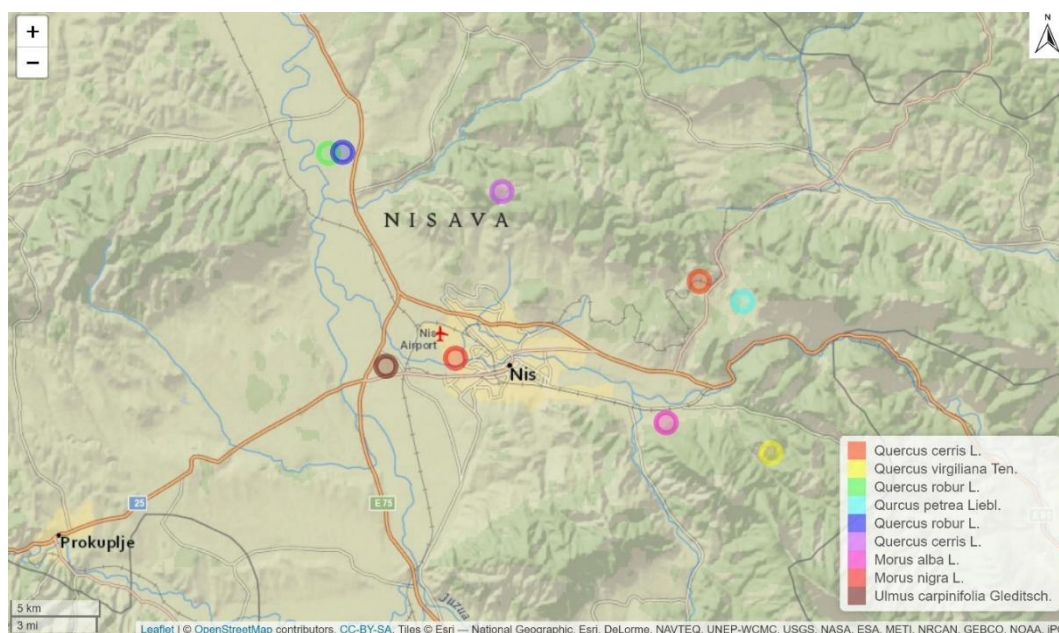 +
N
−
NISAVA
Nis
Airport
Nis
25
E 75
Prokuplje
Quercus cerris L.
Quercus virgiliana Ten.
Quercus robur L.
Qurcus petrea Liebl.
Quercus robur L.
Quercus cerris L.
Morus alba L.
Morus nigra L.
Ulmus carpinifolia Gleditsch.
5 km
3 mi
Leaflet | © OpenStreetMap contributors, CC-BY-SA, Tiles © Esri — National Geographic, Esri, DeLorme, NAVTEQ, UNEP-WCMC, USGS, NASA, ESA, METI, NRCAN, GEBCO, NOAA, iP